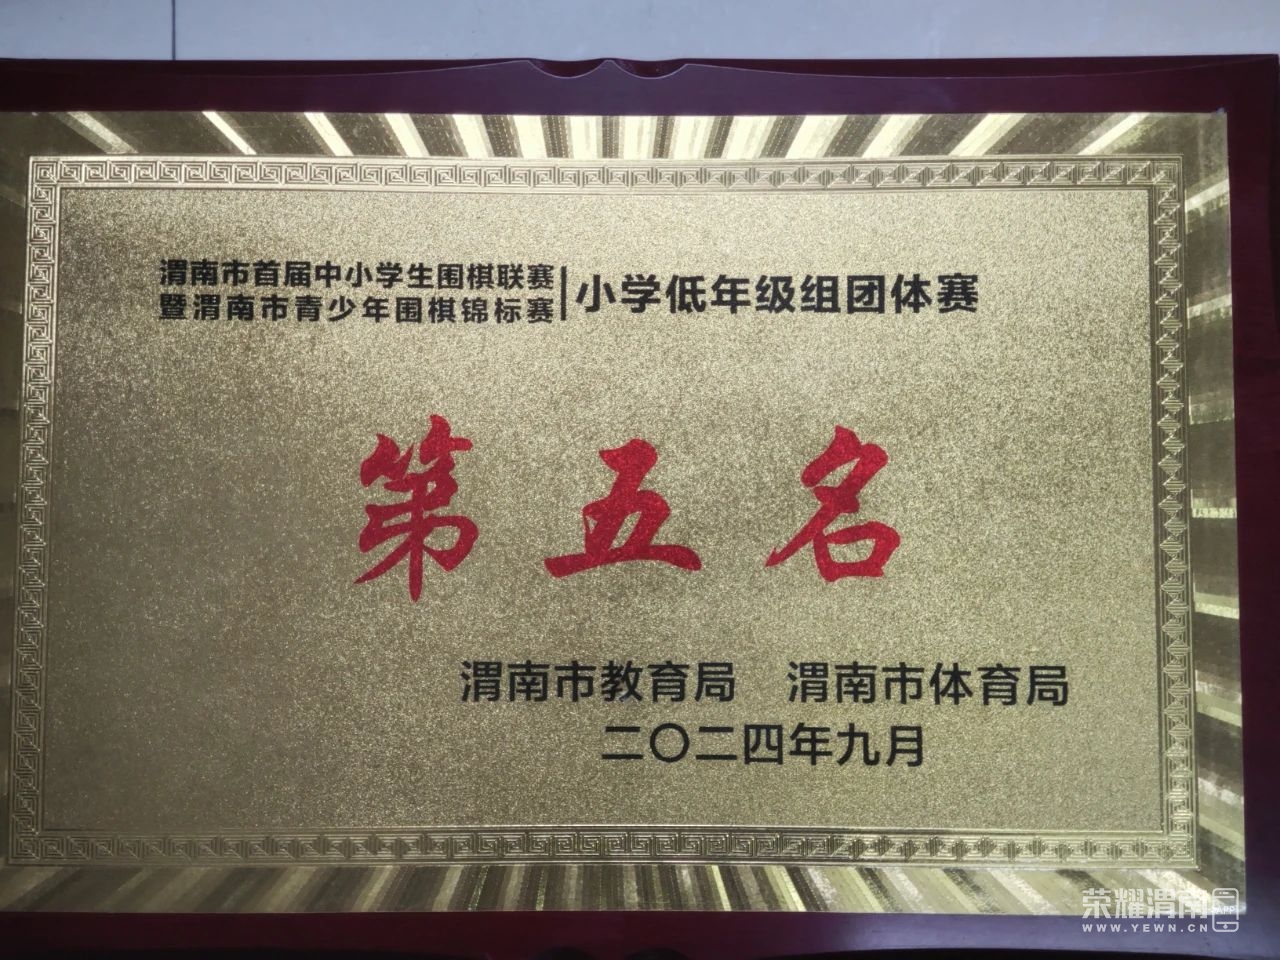 渭南市首届中小学生围棋联赛
暨渭南市青少年围棋锦标赛
小学低年级组团体赛
第五名
渭南市教育局 渭南市体育局
二〇二四年九月
荣耀渭南
APP
WWW.YEWN.CN